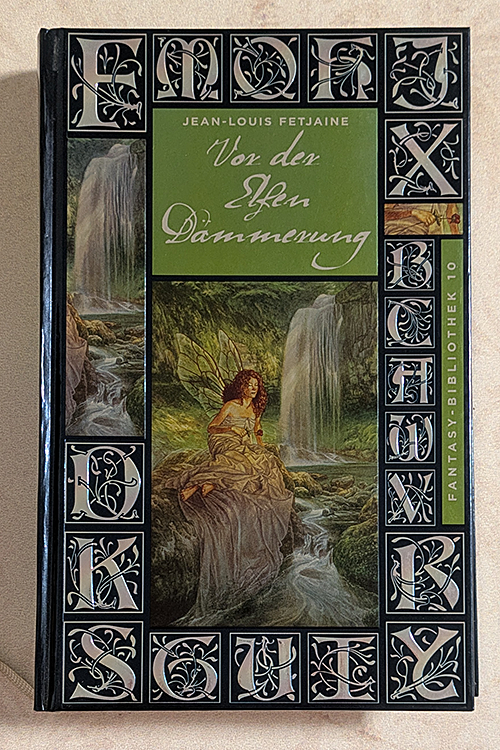 F M Q H J
JEAN-LOUIS FETJAINE
Vor der
Elfen
Dämmerung
X
B
C
A
W
FANTASY-BIBLIOTHEK 10
D
K
R
S G U T Y